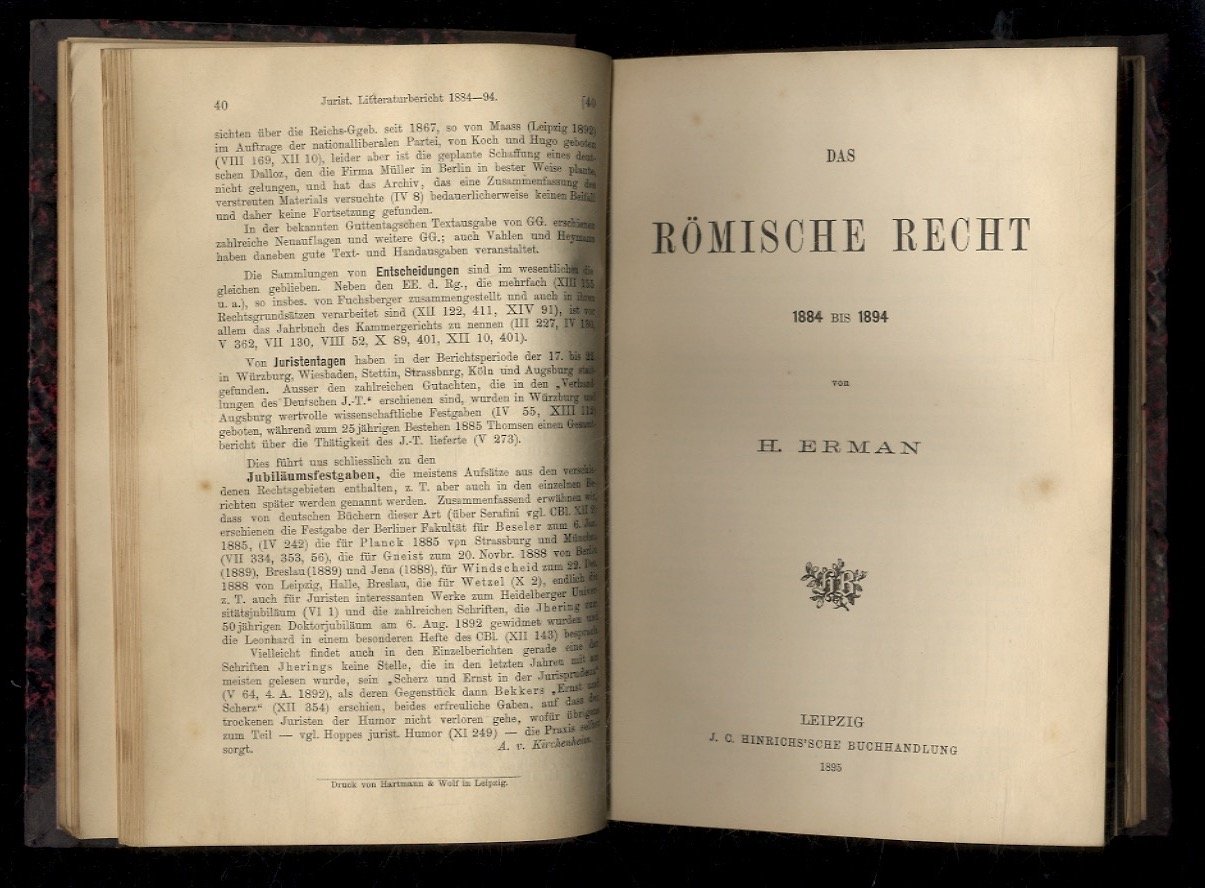 40 Jurist. Litteraturbericht 1884—94. [40
sichten über die Reichs-Ggeb. seit 1867, so von Maass (Leipzig 1892)
im Auftrage der nationalliberalen Partei, von Koch und Hugo geboten
(VIII 169, XII 10), leider aber ist die geplante Schaffung eines deut-
schen Dalloz, den die Firma Müller in Berlin in bester Weise plante,
nicht gelungen, und hat das Archiv, das eine Zusammenfassung des
verstreuten Materials versuchte (IV 8) bedauerlicherweise keinen Beifall
und daher keine Fortsetzung gefunden.
In der bekannten Guttentagschen Textausgabe von GG. erschienen
zahlreiche Neuauflagen und weitere GG.; auch Vahlen und Heymann
haben daneben gute Text- und Handausgaben veranstaltet.
Die Sammlungen von Entscheidungen sind im wesentlichen die
gleichen geblieben. Neben den EE. d. Rg., die mehrfach (XIII 155
u. a.), so insbes. von Fuchsberger zusammengestellt und auch in ihren
Rechtsgrundsätzen verarbeitet sind (XII 122, 411, XIV 91), ist vor
allem das Jahrbuch des Kammergerichts zu nennen (III 227, IV 130,
V 362, VII 130, VIII 52, X 89, 401, XII 10, 401).
Von Juristentagen haben in der Berichtsperiode der 17. bis 22.
in Würzburg, Wiesbaden, Stettin, Strassburg, Köln und Augsburg statt-
gefunden. Ausser den zahlreichen Gutachten, die in den „Verhand-
lungen des Deutschen J.-T.“ erschienen sind, wurden in Würzburg und
Augsburg wertvolle wissenschaftliche Festgaben (IV 55, XIII 112)
geboten, während zum 25jährigen Bestehen 1885 Thomsen einen Gesamt-
bericht über die Thätigkeit des J.-T. lieferte (V 273).
Dies führt uns schliesslich zu den
Jubiläumsfestgaben, die meistens Aufsätze aus den verschie-
denen Rechtsgebieten enthalten, z. T. aber auch in den einzelnen Be-
richten später werden genannt werden. Zusammenfassend erwähnen wir,
dass von deutschen Büchern dieser Art (über Serafini vgl. CBl. XII 2)
erschienen die Festgabe der Berliner Fakultät für Beseler zum 6. Jan.
1885, (IV 242) die für Planck 1885 von Strassburg und München
(VII 334, 353, 56), die für Gneist zum 20. Novbr. 1888 von Berlin
(1889), Breslau (1889) und Jena (1888), für Windscheid zum 22. Dez.
1888 von Leipzig, Halle, Breslau, die für Wetzel (X 2), endlich die
z. T. auch für Juristen interessanten Werke zum Heidelberger Univer-
sitätsjubiläum (VI 1) und die zahlreichen Schriften, die Jhering zum
50jährigen Doktorjubiläum am 6. Aug. 1892 gewidmet wurden und
die Leonhard in einem besonderen Hefte des CBl. (XII 143) besprach.
Vielleicht findet auch in den Einzelberichten gerade eine der
Schriften Jherings keine Stelle, die in den letzten Jahren mit am
meisten gelesen wurde, sein „Scherz und Ernst in der Jurisprudenz“
(V 64, 4. A. 1892), als deren Gegenstück dann Bekkers „Ernst und
Scherz“ (XII 354) erschien, beides erfreuliche Gaben, auf dass den
trockenen Juristen der Humor nicht verloren gehe, wofür übrigens
zum Teil — vgl. Hoppes jurist. Humor (XI 249) — die Praxis selbst
sorgt. A. v. Kirchenheim.
Druck von Hartmann & Wolf in Leipzig.
DAS
RÖMISCHE RECHT
1884 BIS 1894
von
H. ERMAN
HB
LEIPZIG
J. C. HINRICHS'SCHE BUCHHANDLUNG
1895